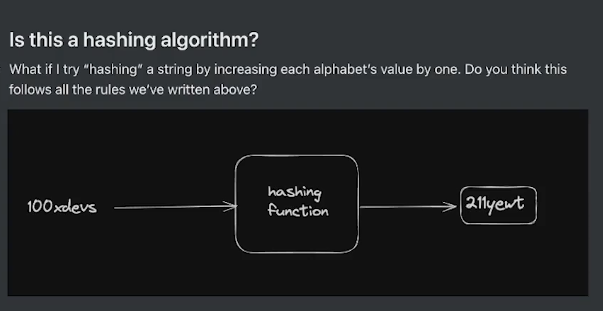 Is this a hashing algorithm?
What if I try “hashing” a string by increasing each alphabet’s value by one. Do you think this
follows all the rules we’ve written above?
100xdevs
hashing
function
211yewt